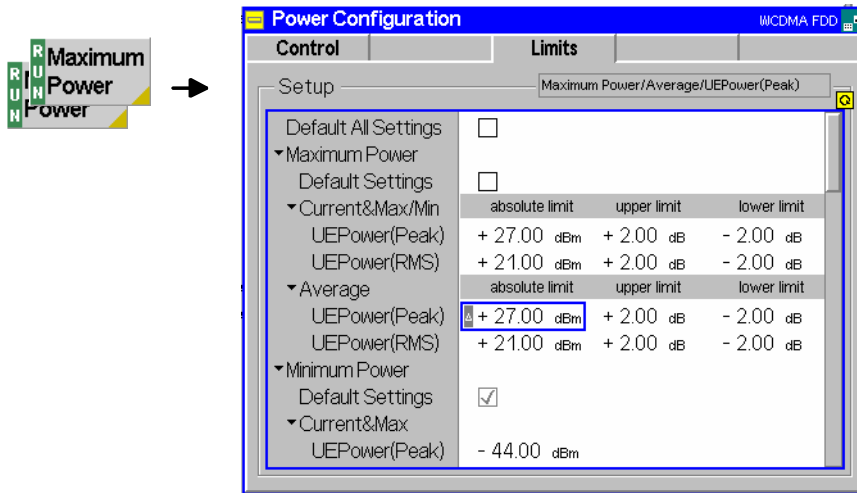 RUN
Maximum
Power
RUN
Power
Power Configuration WCDMA FDD
Control Limits
Setup Maximum Power/Average/UEPower(Peak)
Default All Settings
Maximum Power
Default Settings
Current&Max/Min absolute limit upper limit lower limit
UEPower(Peak) + 27.00 dBm + 2.00 dB - 2.00 dB
UEPower(RMS) + 21.00 dBm + 2.00 dB - 2.00 dB
Average absolute limit upper limit lower limit
UEPower(Peak) + 27.00 dBm + 2.00 dB - 2.00 dB
UEPower(RMS) + 21.00 dBm + 2.00 dB - 2.00 dB
Minimum Power
Default Settings
Current&Max
UEPower(Peak) - 44.00 dBm